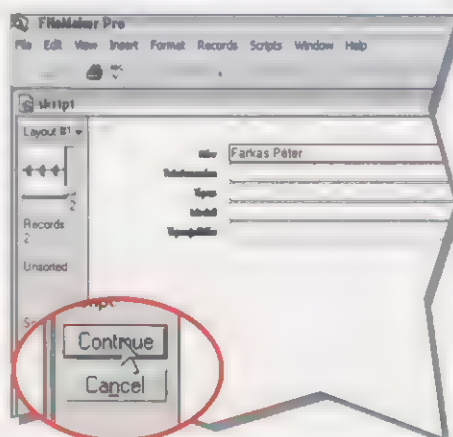 FileMaker Pro
File Edit View Insert Format Records Scripts Window Help
skript
Layout #1
Farkas Péter
Records
2
Unsorted
Continue
Cancel